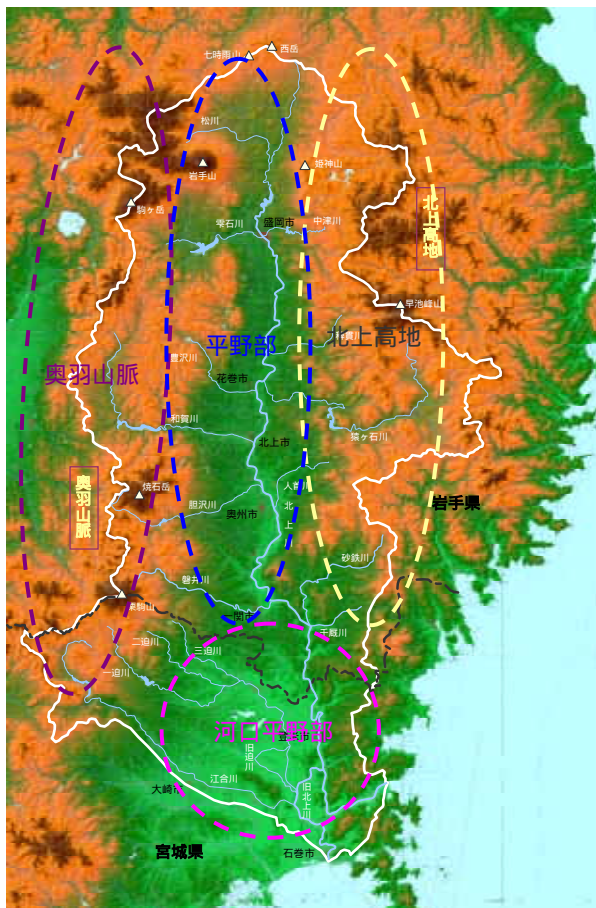 七時雨山
西岳
松川
岩手山
姫神山
駒ヶ岳
雫石川
中津川
盛岡市
北上高地
早池峰山
平野部
北上高地
豊沢川
奥羽山脈
花巻市
和賀川
猿ヶ石川
北上市
焼石岳
奥羽山脈
人首
胆沢川
北上
奥州市
岩手県
砂鉄川
磐井川
栗駒山
一関市
千厩川
二迫川
三迫川
一迫川
河口平野部
登米市
旧迫川
江合川
大崎市
旧北上川
宮城県
石巻市